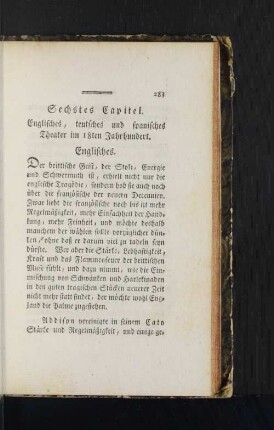 283
Sechstes Capitel.
Englisches, teutsches und spanisches
Theater im 18ten Jahrhundert.
Englisches.
Der brittische Geist, der Stolz, Energie
und Schwermuth ist, erhielt nicht nur die
englische Tragödie, sondern hob sie auch noch
über die französische der neuern Decennien.
Zwar liebt die französische noch bis izt mehr
Regelmäßigkeit, mehr Einfachheit der Hand-
lung, mehr Feinheit, und möchte deshalb
manchem der wählen sollte vorzüglicher dün-
ken, ohne daß er darum viel zu tadeln seyn
dürfte. Wer aber die Stärke, Lebhaftigkeit,
Kraft und das Flammenfeuer der brittischen
Muse fühlt, und dazu nimmt, wie die Ein-
mischung von Schwänken und Harlekinaden
in den guten tragischen Stücken neuerer Zeit
nicht mehr statt findet, der möchte wohl Eng-
land die Palme zugestehen.
Addison vereinigte in seinem Cato
Stärke und Regelmäßigkeit, und einige ge-